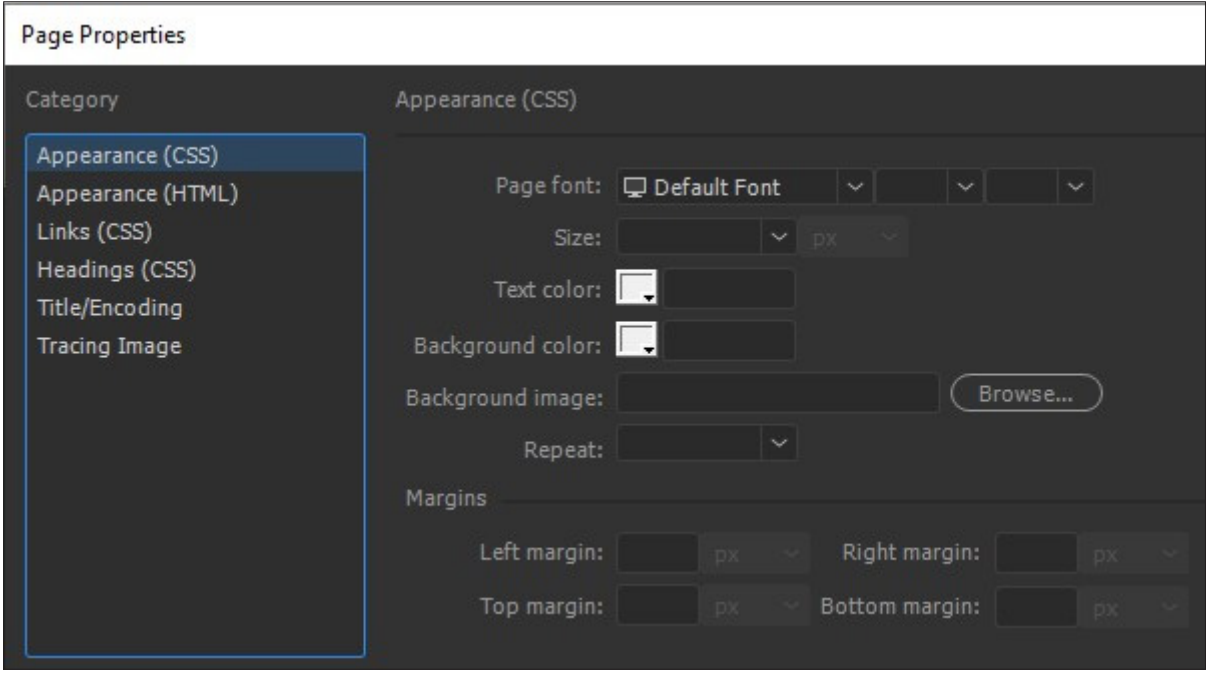 Page Properties
Category
Appearance (CSS)
Appearance (HTML)
Links (CSS)
Headings (CSS)
Title/Encoding
Tracing Image
Appearance (CSS)
Page font: Default Font
Size: px
Text color:
Background color:
Background image: Browse...
Repeat:
Margins
Left margin: px Right margin: px
Top margin: px Bottom margin: px